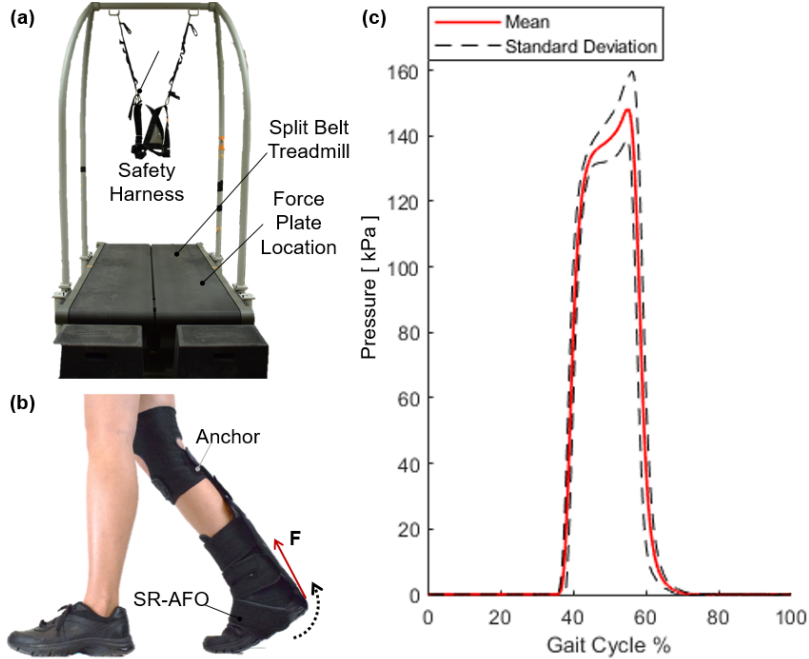 (a)
Safety
Harness
Split Belt
Treadmill
Force
Plate
Location
(b)
Anchor
F
SR-AFO
(c)
Mean
Standard Deviation
Pressure [ kPa]
160
140
120
100
80
60
40
20
0
0 20 40 60 80 100
Gait Cycle %